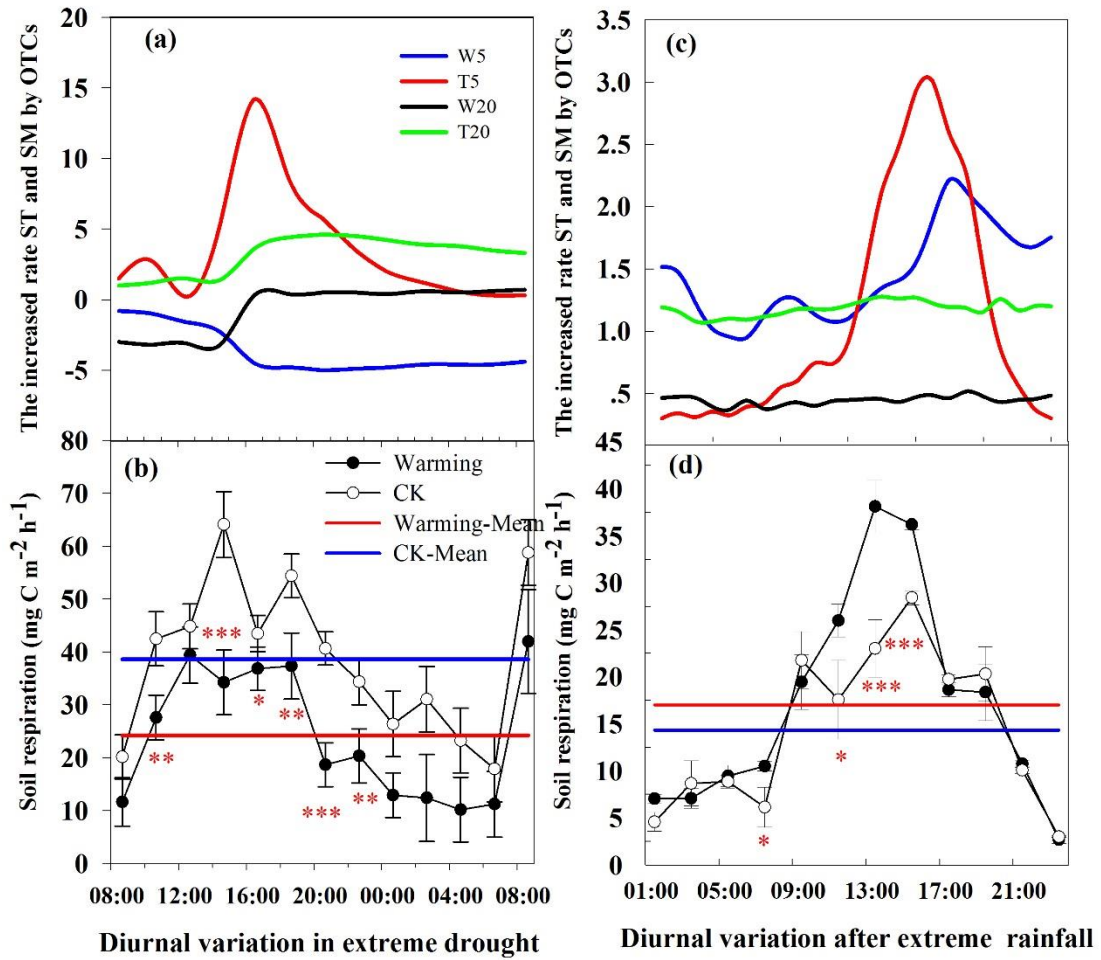 The increased rate ST and SM by OTCs
20
15
10
5
0
-5
(a)
W5
T5
W20
T20
The increased rate ST and SM by OTCs
3.5
3.0
2.5
2.0
1.5
1.0
.5
(c)
Soil respiration (mg C m⁻² h⁻¹)
80
70
60
50
40
30
20
10
0
(b)
Warming
CK
Warming-Mean
CK-Mean
***
*
**
**
***
**
08:00 12:00 16:00 20:00 00:00 04:00 08:00
Diurnal variation in extreme drought
Soil respiration (mg C m⁻² h⁻¹)
45
40
35
30
25
20
15
10
5
0
(d)
***
***
*
*
01:00 05:00 09:00 13:00 17:00 21:00
Diurnal variation after extreme rainfall